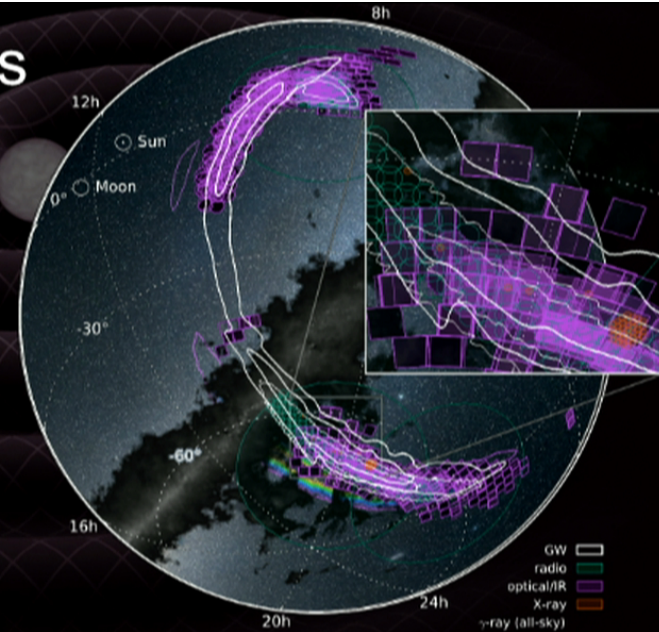 8h
S
12h
Sun
Moon
0°
-30°
-60°
16h
GW
radio
optical/IR
X-ray
γ-ray (all-sky)
24h
20h